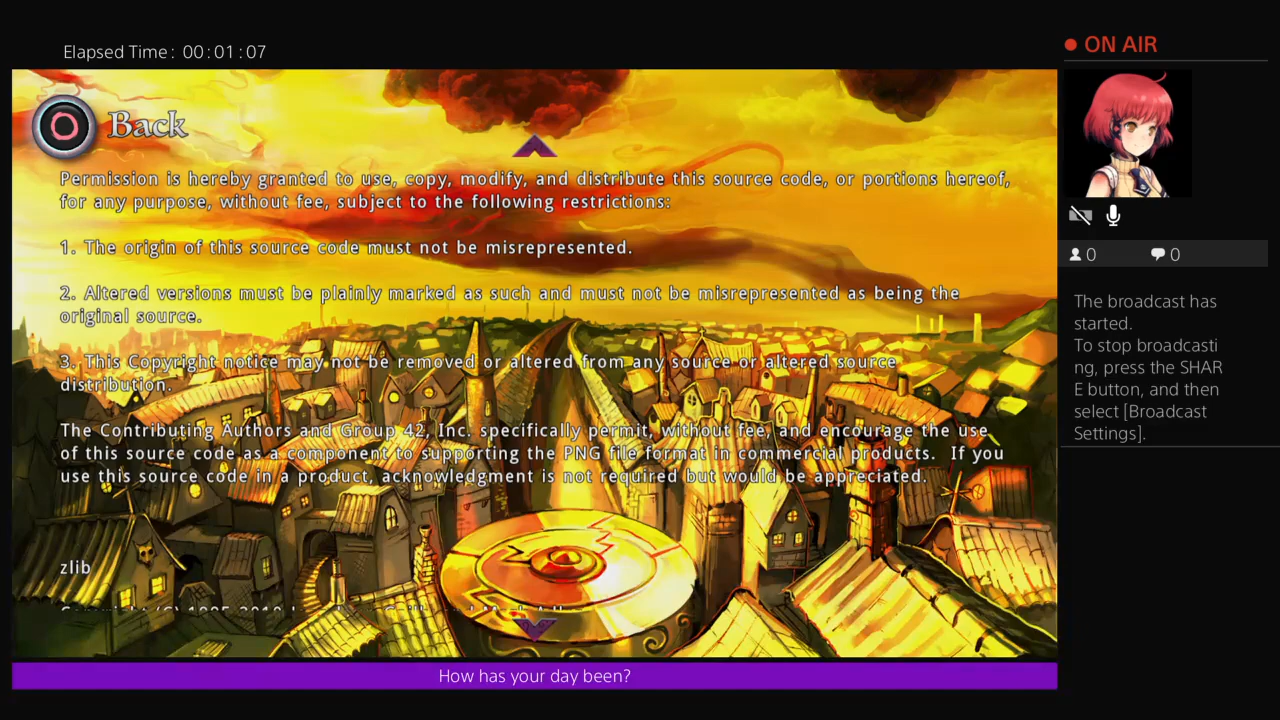 Elapsed Time: 00:01:07
ON AIR
Back
Permission is hereby granted to use, copy, modify, and distribute this source code, or portions hereof,
for any purpose, without fee, subject to the following restrictions:
1. The origin of this source code must not be misrepresented.
2. Altered versions must be plainly marked as such and must not be misrepresented as being the
original source.
3. This Copyright notice may not be removed or altered from any source or altered source
distribution.
The Contributing Authors and Group 42, Inc. specifically permit, without fee, and encourage the use
of this source code as a component to supporting the PNG file format in commercial products. If you
use this source code in a product, acknowledgment is not required but would be appreciated.
zlib
Copyright (C) 1995-2010
How has your day been?
0
0
The broadcast has
started.
To stop broadcasti
ng, press the SHAR
E button, and then
select [Broadcast
Settings].